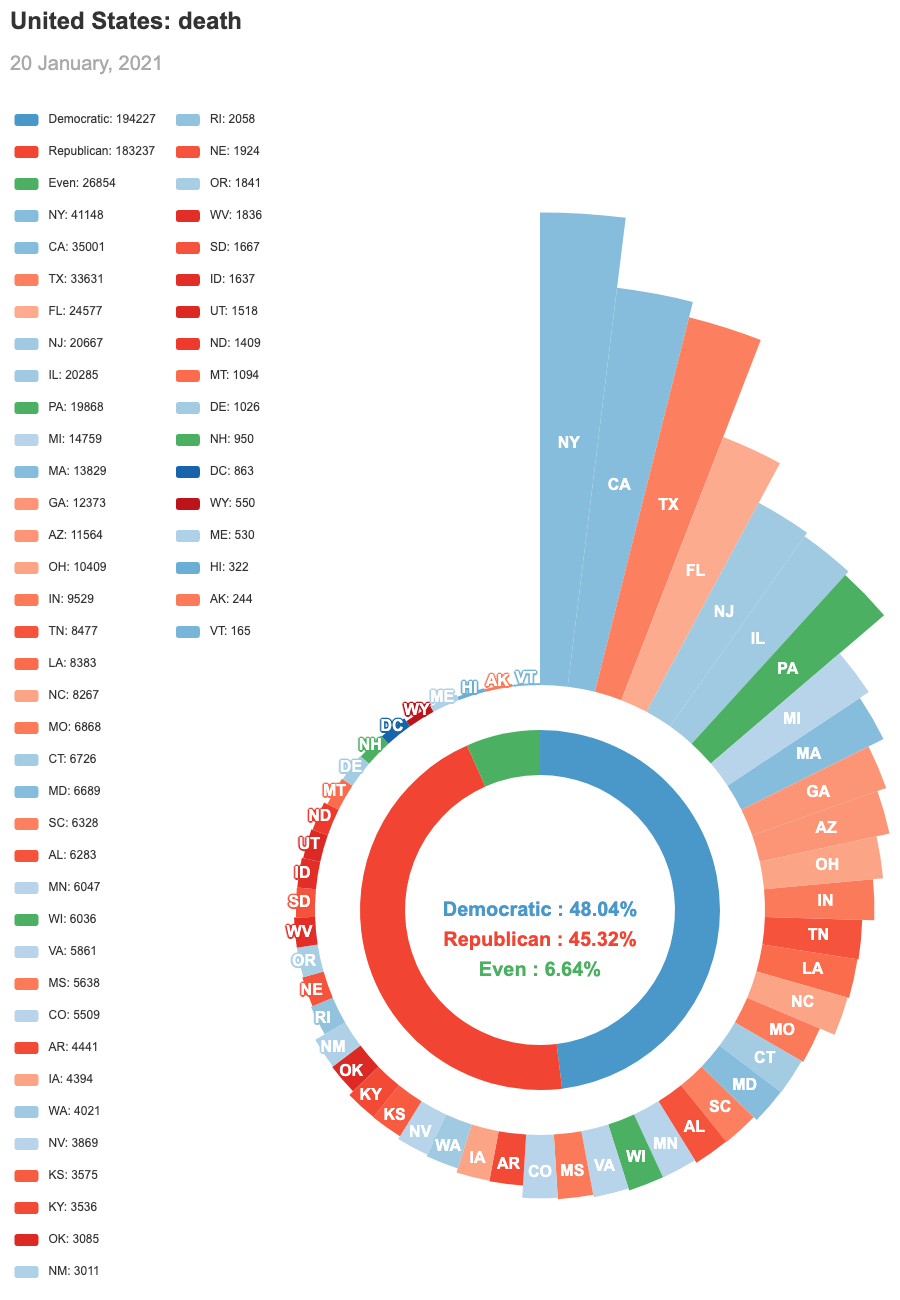 United States: death
20 January, 2021
Democratic: 194227
Republican: 183237
Even: 26854
NY: 41148
CA: 35001
TX: 33631
FL: 24577
NJ: 20667
IL: 20285
PA: 19868
MI: 14759
MA: 13829
GA: 12373
AZ: 11564
OH: 10409
IN: 9529
TN: 8477
LA: 8383
NC: 8267
MO: 6868
CT: 6726
MD: 6689
SC: 6328
AL: 6283
MN: 6047
WI: 6036
VA: 5861
MS: 5638
CO: 5509
AR: 4441
IA: 4394
WA: 4021
NV: 3869
KS: 3575
KY: 3536
OK: 3085
NM: 3011
RI: 2058
NE: 1924
OR: 1841
WV: 1836
SD: 1667
ID: 1637
UT: 1518
ND: 1409
MT: 1094
DE: 1026
NH: 950
DC: 863
WY: 550
ME: 530
HI: 322
AK: 244
VT: 165
NY
CA
TX
FL
NJ
IL
PA
MI
MA
GA
AZ
OH
IN
TN
LA
NC
MO
CT
MD
SC
AL
MN
WI
VA
MS
CO
AR
IA
WA
NV
KS
KY
OK
NM
RI
NE
OR
WV
SD
ID
UT
ND
MT
DE
NH
DC
WY
ME
HI
AK
VT
Democratic : 48.04%
Republican : 45.32%
Even : 6.64%